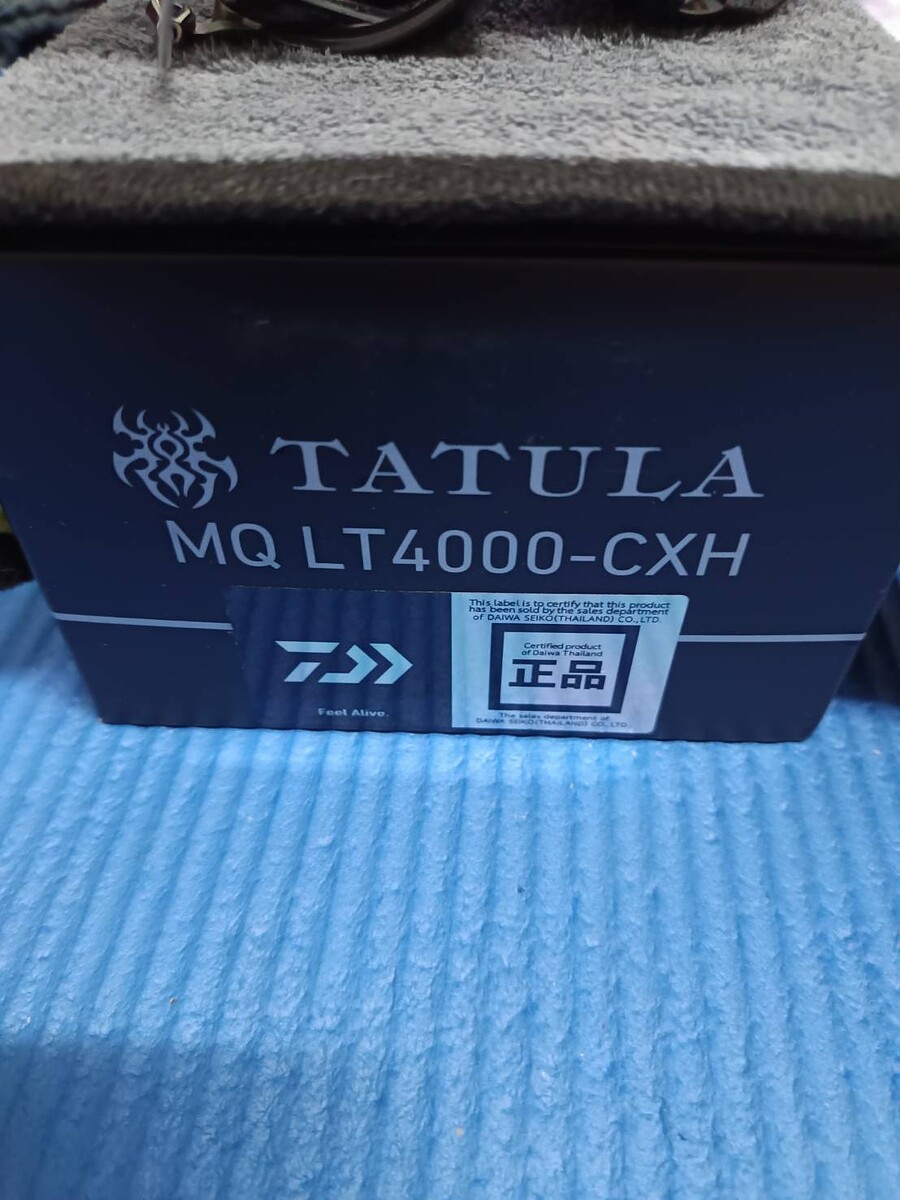 TATULA
MQ LT4000-CXH
This label is to certify that this product
has been sold by the sales department
of DAIWA SEIKO(THAILAND) CO.,LTD.
Certified product
of Daiwa Thailand
正品
Feel Alive.
The sales department of
DAIWA SEIKO(THAILAND) CO., LTD.